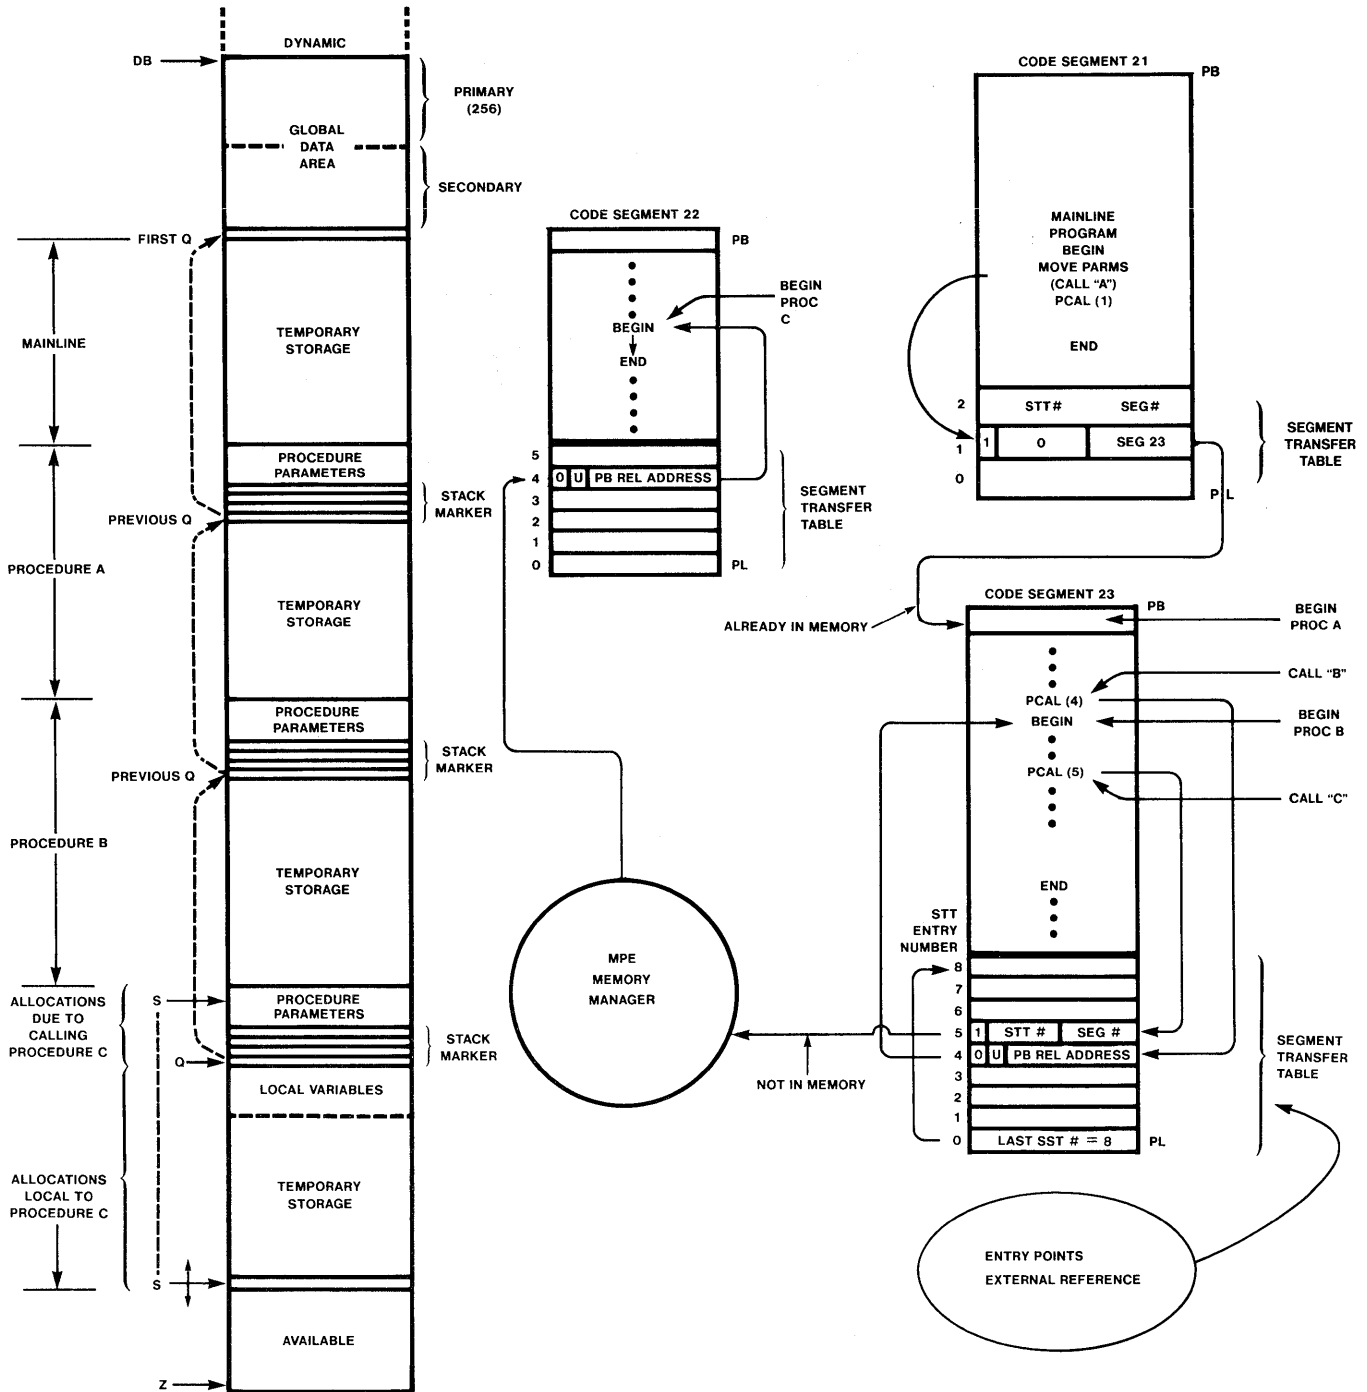 DYNAMIC
DB
PRIMARY
(256)
GLOBAL
DATA
AREA
SECONDARY
FIRST Q
MAINLINE
TEMPORARY
STORAGE
PROCEDURE
PARAMETERS
STACK
MARKER
PREVIOUS Q
PROCEDURE A
TEMPORARY
STORAGE
PROCEDURE
PARAMETERS
STACK
MARKER
PREVIOUS Q
PROCEDURE B
TEMPORARY
STORAGE
ALLOCATIONS
DUE TO
CALLING
PROCEDURE C
S
PROCEDURE
PARAMETERS
STACK
MARKER
Q
LOCAL VARIABLES
ALLOCATIONS
LOCAL TO
PROCEDURE C
TEMPORARY
STORAGE
S
AVAILABLE
Z
CODE SEGMENT 22
PB
BEGIN
PROC
C
BEGIN
END
5
4 0 U PB REL ADDRESS
3
2
1
0 PL
SEGMENT
TRANSFER
TABLE
CODE SEGMENT 21
PB
MAINLINE
PROGRAM
BEGIN
MOVE PARMS
(CALL "A")
PCAL (1)
END
2 STT # SEG #
1 1 0 SEG 23
0
PL
SEGMENT
TRANSFER
TABLE
CODE SEGMENT 23
PB
ALREADY IN MEMORY
BEGIN
PROC A
CALL "B"
PCAL (4)
BEGIN
BEGIN
PROC B
PCAL (5)
CALL "C"
END
STT
ENTRY
NUMBER
8
7
6
5 1 STT # SEG #
4 0 U PB REL ADDRESS
3
2
1
0 LAST SST # = 8 PL
SEGMENT
TRANSFER
TABLE
MPE
MEMORY
MANAGER
NOT IN MEMORY
ENTRY POINTS
EXTERNAL REFERENCE